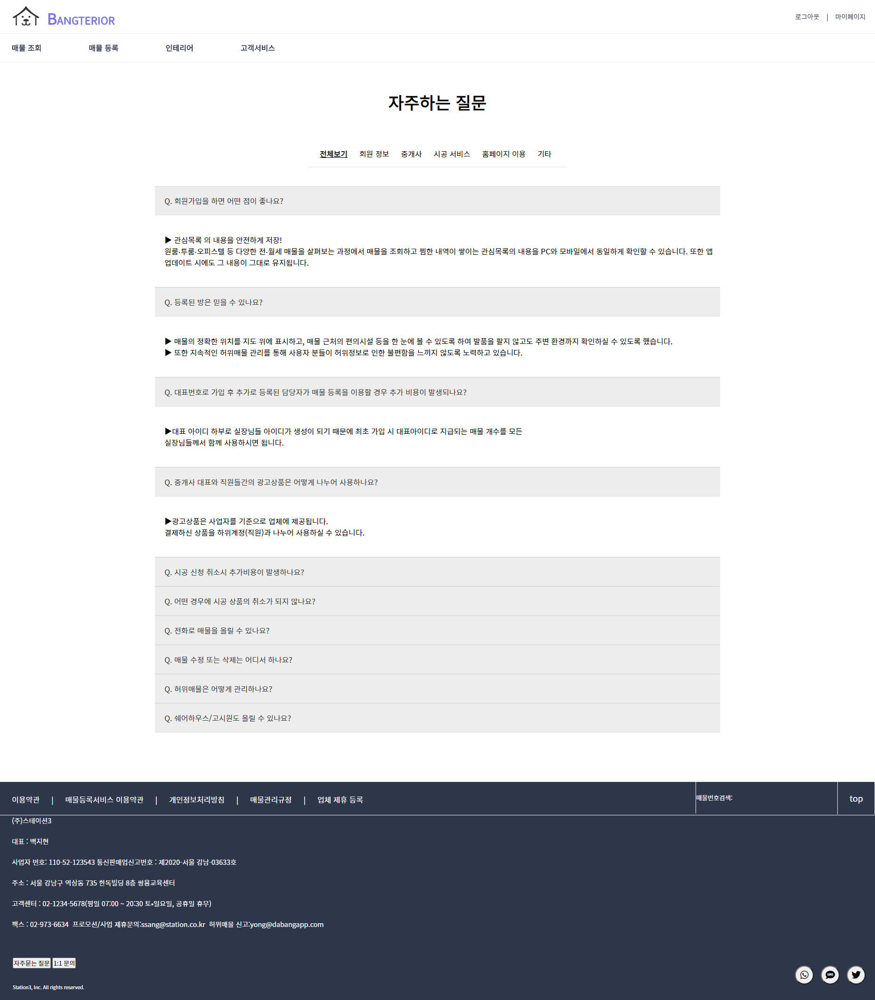 BANGTERIOR
로그아웃 | 마이페이지
매물 조회 매물 등록 인테리어 고객서비스
자주하는 질문
전체보기 회원 정보 중개사 시공 서비스 홈페이지 이용 기타
Q. 회원가입을 하면 어떤 점이 좋나요?
▶ 관심목록 의 내용을 안전하게 저장!
원룸·투룸·오피스텔 등 다양한 전·월세 매물을 살펴보는 과정에서 매물을 조회하고 찜한 내역이 쌓이는 관심목록의 내용을 PC와 모바일에서 동일하게 확인할 수 있습니다. 또한 앱
업데이트 시에도 그 내용이 그대로 유지됩니다.
Q. 등록된 방은 믿을 수 있나요?
▶ 매물의 정확한 위치를 지도 위에 표시하고, 매물 근처의 편의시설 등을 한 눈에 볼 수 있도록 하여 발품을 팔지 않고도 주변 환경까지 확인하실 수 있도록 했습니다.
▶ 또한 지속적인 허위매물 관리를 통해 사용자 분들이 허위정보로 인한 불편함을 느끼지 않도록 노력하고 있습니다.
Q. 대표번호로 가입 후 추가로 등록된 담당자가 매물 등록을 이용할 경우 추가 비용이 발생되나요?
▶대표 아이디 하부로 실장님들 아이디가 생성이 되기 때문에 최초 가입 시 대표아이디로 지급되는 매물 개수를 모든
실장님들께서 함께 사용하시면 됩니다.
Q. 중개사 대표와 직원들간의 광고상품은 어떻게 나누어 사용하나요?
▶광고상품은 사업자를 기준으로 업체에 제공됩니다.
결제하신 상품을 하위계정(직원)과 나누어 사용하실 수 있습니다.
Q. 시공 신청 취소시 추가비용이 발생하나요?
Q. 어떤 경우에 시공 상품의 취소가 되지 않나요?
Q. 전화로 매물을 올릴 수 있나요?
Q. 매물 수정 또는 삭제는 어디서 하나요?
Q. 허위매물은 어떻게 관리하나요?
Q. 쉐어하우스/고시원도 올릴 수 있나요?
이용약관 | 매물등록서비스 이용약관 | 개인정보처리방침 | 매물관리규정 | 업체 제휴 등록
매물번호검색:
top
(주)스테이션3
대표 : 백지현
사업자 번호: 110-52-123543 통신판매업신고번호 : 제2020-서울 강남-03633호
주소 : 서울 강남구 역삼동 735 한독빌딩 8층 쌍용교육센터
고객센터 : 02-1234-5678(평일 07:00 ~ 20:30 토•일요일, 공휴일 휴무)
팩스 : 02-973-6634 프로모션/사업 제휴문의:ssang@station.co.kr 허위매물 신고:yong@dabangapp.com
자주묻는 질문 1:1 문의
SMS
Station3, Inc. All rights reserved.